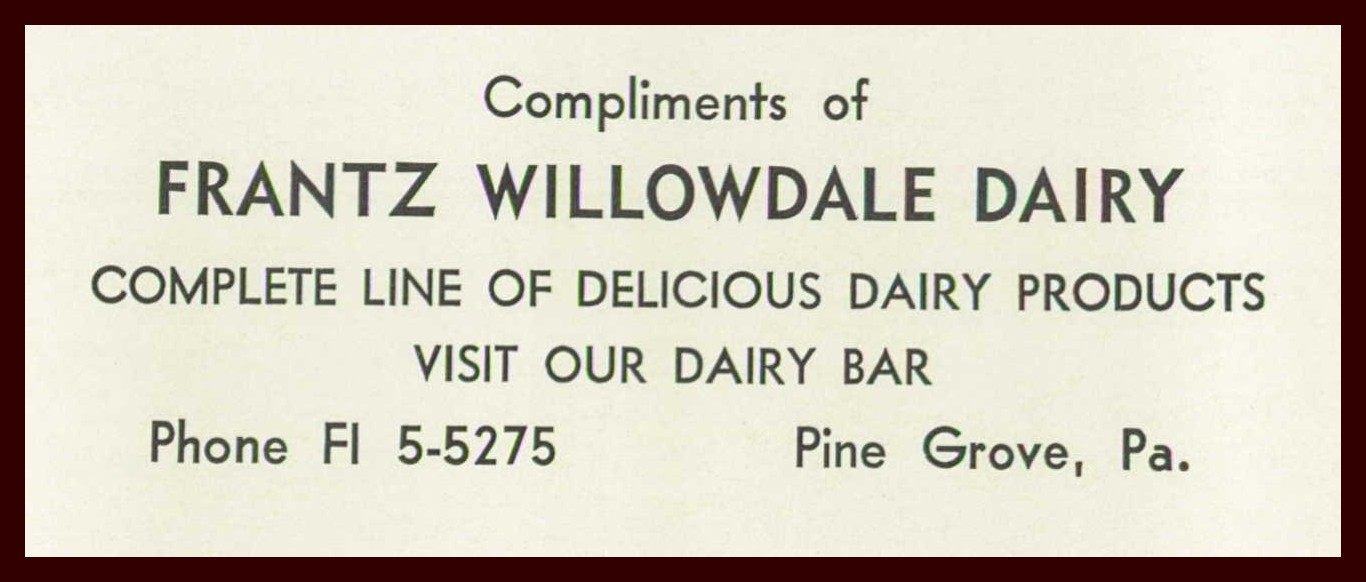 Compliments of
FRANTZ WILLOWDALE DAIRY
COMPLETE LINE OF DELICIOUS DAIRY PRODUCTS
VISIT OUR DAIRY BAR
Phone FI 5-5275 Pine Grove, Pa.